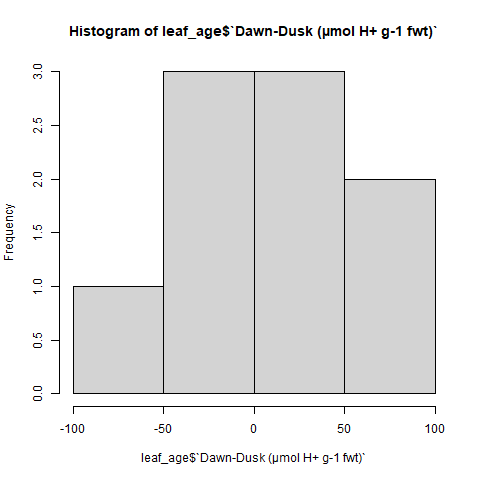 Histogram of leaf_age$`Dawn-Dusk (µmol H+ g-1 fwt)`
Frequency
3.0
2.5
2.0
1.5
1.0
0.5
0.0
-100 -50 0 50 100
leaf_age$`Dawn-Dusk (µmol H+ g-1 fwt)`